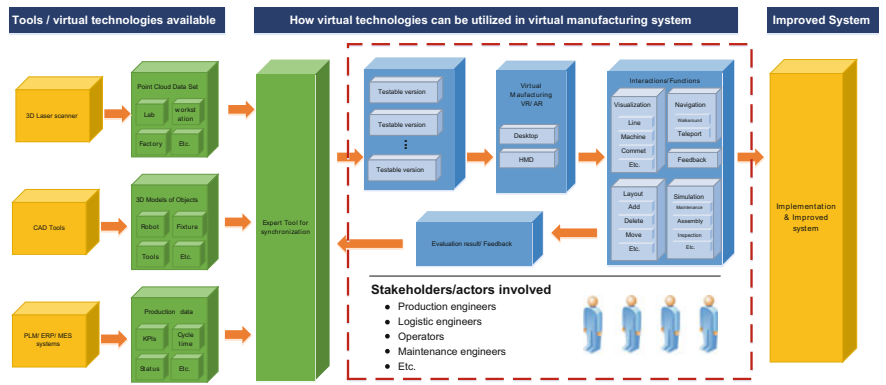 Tools / virtual technologies available
How virtual technologies can be utilized in virtual manufacturing system
Improved System
3D Laser scanner
Point Cloud Data Set
Lab
workst
ation
Factory
Etc.
CAD Tools
3D Models of Objects
Robot
Fixture
Tools
Etc.
PLM/ ERP/ MES
systems
Production data
KPIs
Cycle
time
Status
Etc.
Expert Tool for
synchronization
Testable version
Testable version
⋮
Testable version
Virtual
Maufacturing
VR/ AR
Desktop
HMD
Interactions/Functions
Visualization
Line
Machine
Commet
Etc.
Navigation
Walkaround
Teleport
Feedback
Layout
Add
Delete
Move
Etc.
Simulation
Maintenance
Assembly
Inspection
Etc.
Evaluation result/ Feedback
Stakeholders/actors involved
● Production engineers
● Logistic engineers
● Operators
● Maintenance engineers
● Etc.
Implementation
& Improved
system